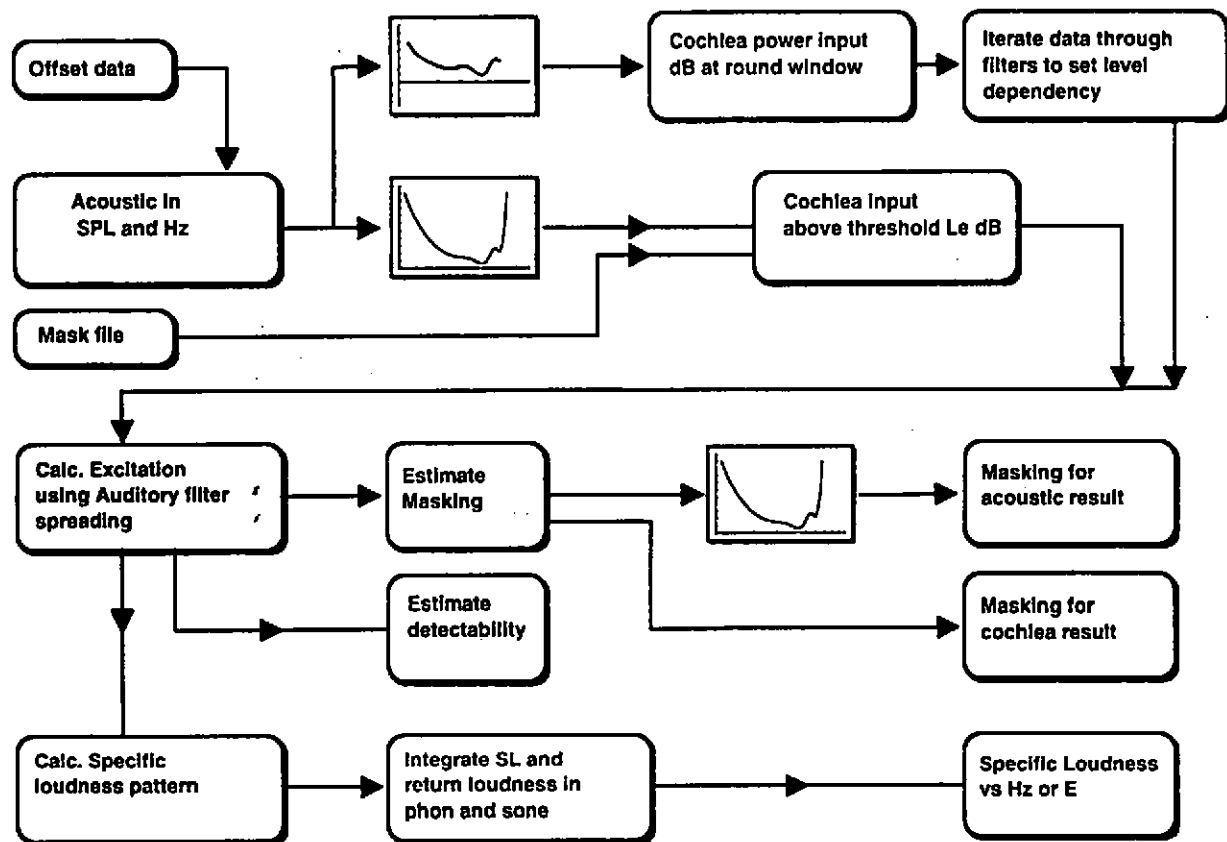 Offset data
Cochlea power input
dB at round window
Iterate data through
filters to set level
dependency
Acoustic in
SPL and Hz
Cochlea input
above threshold Le dB
Mask file
Calc. Excitation
using Auditory filter
spreading
Estimate
Masking
Masking for
acoustic result
Estimate
detectability
Masking for
cochlea result
Calc. Specific
loudness pattern
Integrate SL and
return loudness in
phon and sone
Specific Loudness
vs Hz or E